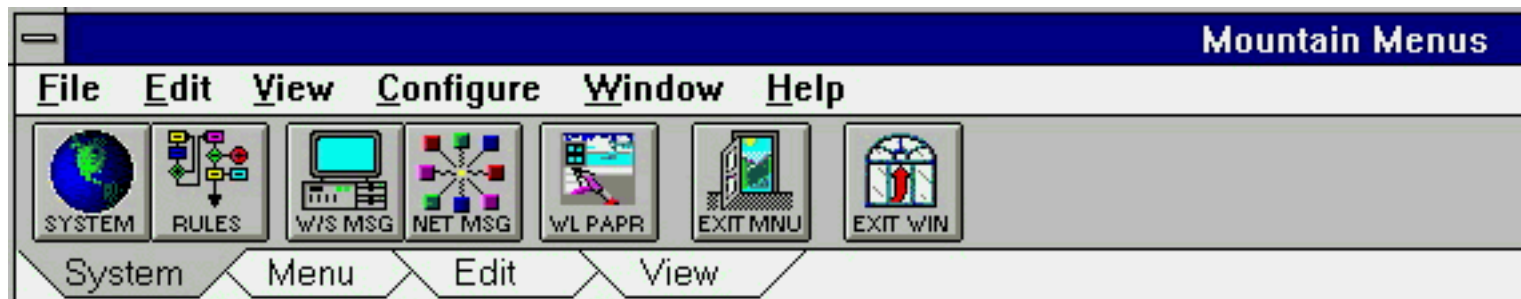 Mountain Menus
File Edit View Configure Window Help
SYSTEM RULES W/S MSG NET MSG WL PAPR EXIT MNU EXIT WIN
System Menu Edit View